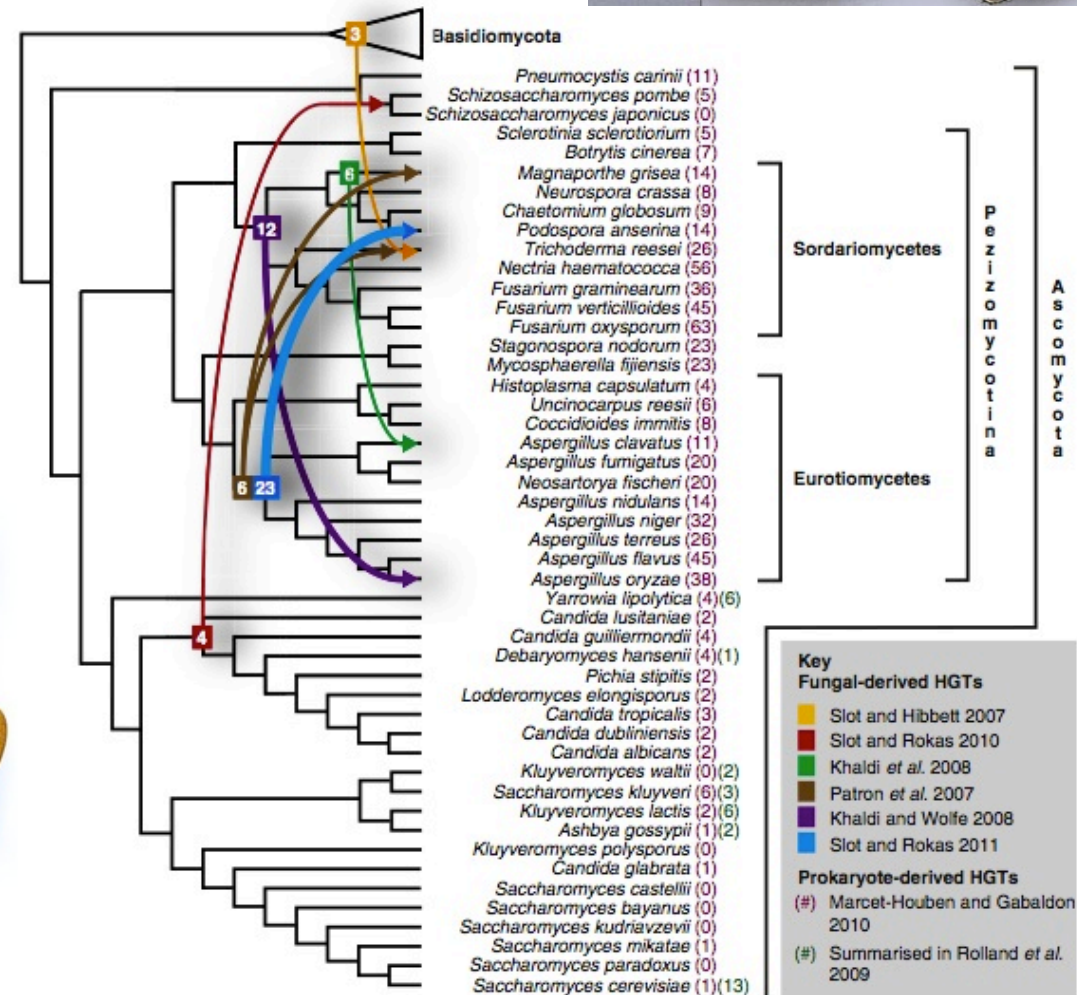 3
Basidiomycota
Pneumocystis carinii (11)
Schizosaccharomyces pombe (5)
Schizosaccharomyces japonicus (0)
Sclerotinia sclerotiorium (5)
Botrytis cinerea (7)
6
Magnaporthe grisea (14)
Neurospora crassa (8)
Chaetomium globosum (9)
12
Podospora anserina (14)
Trichoderma reesei (26)
Sordariomycetes
Nectria haematococca (56)
Fusarium graminearum (36)
Fusarium verticillioides (45)
Fusarium oxysporum (63)
Stagonospora nodorum (23)
Mycosphaerella fijiensis (23)
Histoplasma capsulatum (4)
Uncinocarpus reesii (6)
Coccidioides immitis (8)
Aspergillus clavatus (11)
Aspergillus fumigatus (20)
Eurotiomycetes
6 23
Neosartorya fischeri (20)
Aspergillus nidulans (14)
Aspergillus niger (32)
Aspergillus terreus (26)
Aspergillus flavus (45)
Aspergillus oryzae (38)
Pezizomycotina
Ascomycota
Yarrowia lipolytica (4)(6)
Candida lusitaniae (2)
4
Candida guilliermondii (4)
Debaryomyces hansenii (4)(1)
Pichia stipitis (2)
Lodderomyces elongisporus (2)
Candida tropicalis (3)
Candida dubliniensis (2)
Candida albicans (2)
Kluyveromyces waltii (0)(2)
Saccharomyces kluyveri (6)(3)
Kluyveromyces lactis (2)(6)
Ashbya gossypii (1)(2)
Kluyveromyces polysporus (0)
Candida glabrata (1)
Saccharomyces castellii (0)
Saccharomyces bayanus (0)
Saccharomyces kudriavzevii (0)
Saccharomyces mikatae (1)
Saccharomyces paradoxus (0)
Saccharomyces cerevisiae (1)(13)
Key
Fungal-derived HGTs
Slot and Hibbett 2007
Slot and Rokas 2010
Khaldi et al. 2008
Patron et al. 2007
Khaldi and Wolfe 2008
Slot and Rokas 2011
Prokaryote-derived HGTs
(#) Marcet-Houben and Gabaldon
2010
(#) Summarised in Rolland et al.
2009